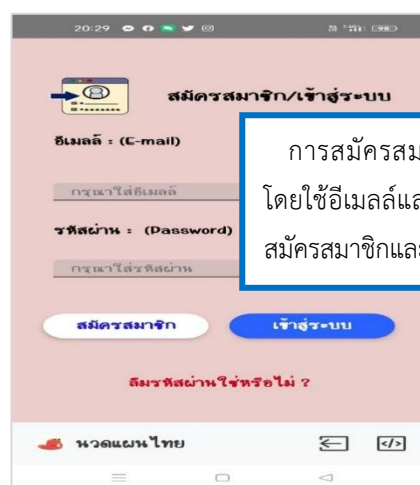 20:29
สมัครสมาชิก/เข้าสู่ระบบ
อีเมลล์ : (E-mail)
กรุณาใส่อีเมลล์
รหัสผ่าน : (Password)
กรุณาใส่รหัสผ่าน
การสมัครสม
โดยใช้อีเมลล์แล
สมัครสมาชิกและ
สมัครสมาชิก
เข้าสู่ระบบ
ลืมรหัสผ่านใช่หรือไม่ ?
นวดแผนไทย